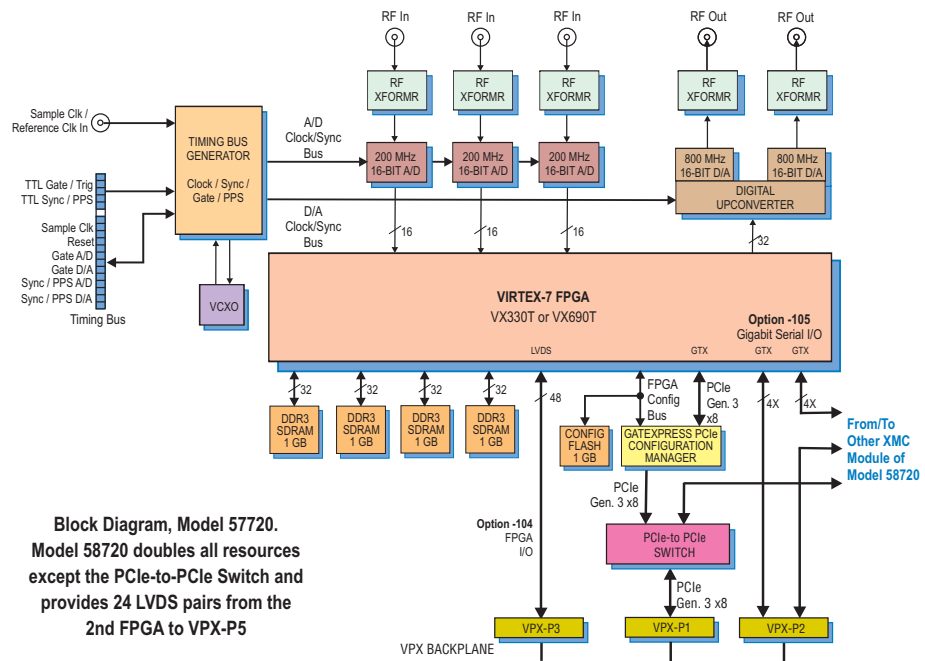 RF In
RF In
RF In
RF Out
RF Out
RF
XFORMR
RF
XFORMR
RF
XFORMR
RF
XFORMR
RF
XFORMR
Sample Clk /
Reference Clk In
TIMING BUS
GENERATOR
Clock / Sync /
Gate / PPS
A/D
Clock/Sync
Bus
200 MHz
16-BIT A/D
200 MHz
16-BIT A/D
200 MHz
16-BIT A/D
800 MHz
16-BIT D/A
800 MHz
16-BIT D/A
DIGITAL
UPCONVERTER
TTL Gate / Trig
TTL Sync / PPS
Sample Clk
Reset
Gate A/D
Gate D/A
Sync / PPS A/D
Sync / PPS D/A
Timing Bus
D/A
Clock/Sync
Bus
16
16
16
32
VCXO
VIRTEX-7 FPGA
VX330T or VX690T
Option -105
Gigabit Serial I/O
LVDS
GTX
GTX
GTX
32
32
32
32
48
FPGA
Config
Bus
PCIe
Gen. 3
x8
4X
4X
DDR3
SDRAM
1 GB
DDR3
SDRAM
1 GB
DDR3
SDRAM
1 GB
DDR3
SDRAM
1 GB
CONFIG
FLASH
1 GB
GATEXPRESS PCIe
CONFIGURATION
MANAGER
From/To
Other XMC
Module of
Model 58720
PCIe
Gen. 3 x8
Option -104
FPGA
I/O
PCIe-to PCIe
SWITCH
PCIe
Gen. 3 x8
Block Diagram, Model 57720.
Model 58720 doubles all resources
except the PCIe-to-PCIe Switch and
provides 24 LVDS pairs from the
2nd FPGA to VPX-P5
VPX-P3
VPX-P1
VPX-P2
VPX BACKPLANE